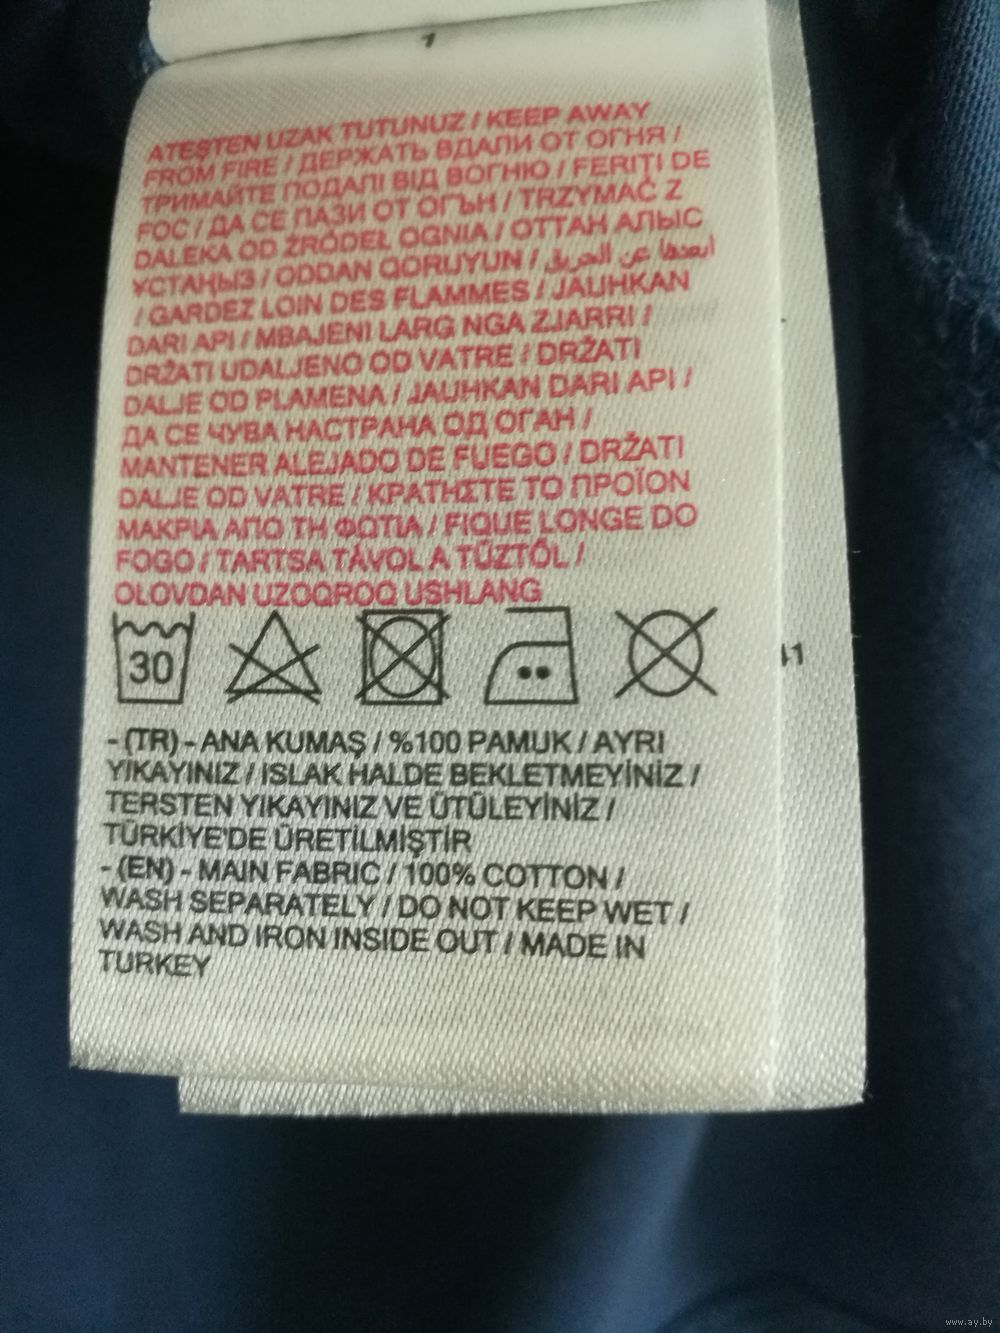 1
ATEŞTEN UZAK TUTUNUZ / KEEP AWAY
FROM FIRE / ДЕРЖАТЬ ВДАЛИ ОТ ОГНЯ /
ТРИМАЙТЕ ПОДАЛІ ВІД ВОГНЮ / FERIȚI DE
FOC / ДА СЕ ПАЗИ ОТ ОГЪН / TRZYMAĆ Z
DALEKA OD ŹRÓDEŁ OGNIA / ОТТАН АЛЫС
ҰСТАҢЫЗ / ODDAN QORUYUN / ابعدها عن الحريق
/ GARDEZ LOIN DES FLAMMES / JAUHKAN
DARI API / MBAJENI LARG NGA ZJARRI /
DRŽATI UDALJENO OD VATRE / DRŽATI
DALJE OD PLAMENA / JAUHKAN DARI API /
ДА СЕ ЧУВА НАСТРАНА ОД ОГАН /
MANTENER ALEJADO DE FUEGO / DRŽATI
DALJE OD VATRE / ΚΡΑΤΗΣΤΕ ΤΟ ΠΡΟΪΟΝ
ΜΑΚΡΙΑ ΑΠΟ ΤΗ ΦΩΤΙΑ / FIQUE LONGE DO
FOGO / TARTSA TÁVOL A TŰZTŐL /
OLOVDAN UZOQROQ USHLANG
30
41
- (TR) - ANA KUMAŞ / %100 PAMUK / AYRI
YIKAYINIZ / ISLAK HALDE BEKLETMEYİNİZ /
TERSTEN YIKAYINIZ VE ÜTÜLEYİNİZ /
TÜRKİYE'DE ÜRETİLMİŞTİR
- (EN) - MAIN FABRIC / 100% COTTON /
WASH SEPARATELY / DO NOT KEEP WET /
WASH AND IRON INSIDE OUT / MADE IN
TURKEY
www.ay.by